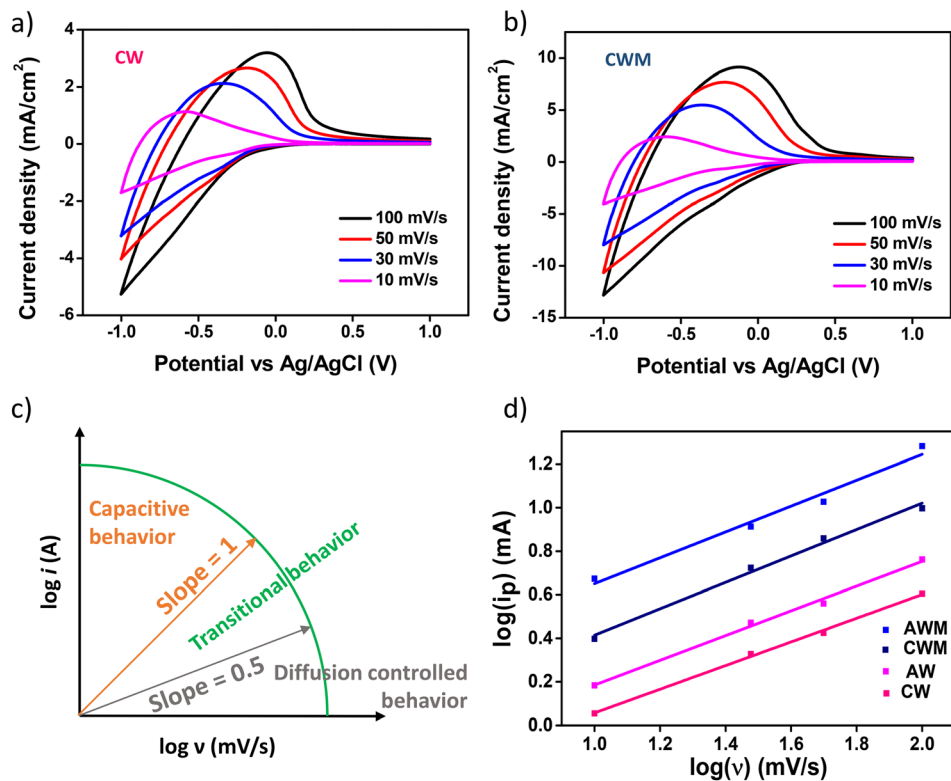 a)
CW
Current density (mA/cm²)
4
2
0
-2
-4
-6
100 mV/s
50 mV/s
30 mV/s
10 mV/s
-1.0 -0.5 0.0 0.5 1.0
Potential vs Ag/AgCl (V)
b)
CWM
Current density (mA/cm²)
10
5
0
-5
-10
-15
100 mV/s
50 mV/s
30 mV/s
10 mV/s
-1.0 -0.5 0.0 0.5 1.0
Potential vs Ag/AgCl (V)
c)
log i (A)
Capacitive
behavior
Slope = 1
Transitional behavior
Slope = 0.5
Diffusion controlled
behavior
log ν (mV/s)
d)
log(ip) (mA)
1.2
1.0
0.8
0.6
0.4
0.2
0.0
AWM
CWM
AW
CW
1.0 1.2 1.4 1.6 1.8 2.0
log(ν) (mV/s)